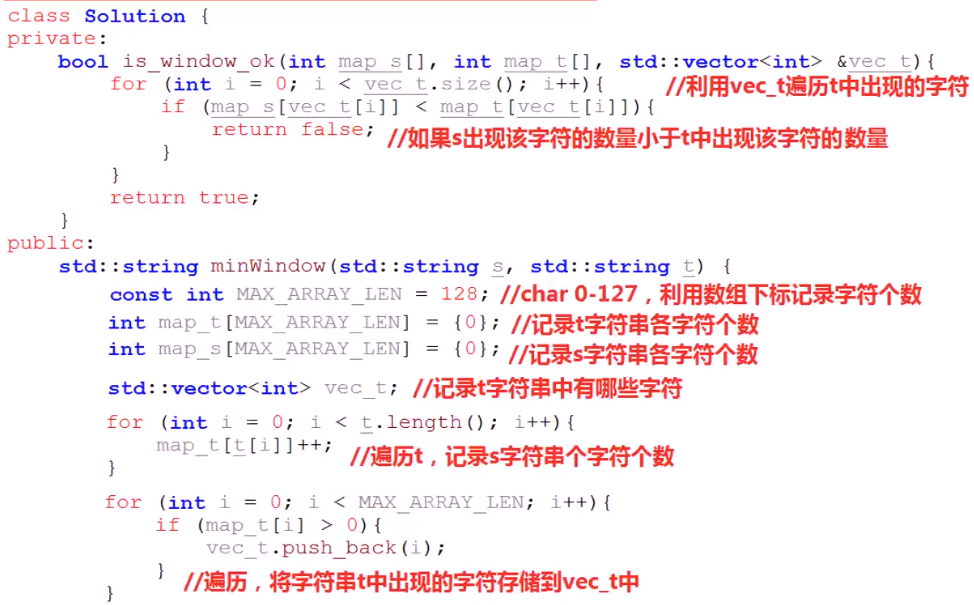 class Solution {
private:
bool is_window_ok(int map_s[], int map_t[], std::vector<int> &vec_t){
for (int i = 0; i < vec_t.size(); i++){ //利用vec_t遍历t中出现的字符
if (map_s[vec_t[i]] < map_t[vec_t[i]]){
return false; //如果s出现该字符的数量小于t中出现该字符的数量
}
}
return true;
}
public:
std::string minWindow(std::string s, std::string t) {
const int MAX_ARRAY_LEN = 128; //char 0-127，利用数组下标记录字符个数
int map_t[MAX_ARRAY_LEN] = {0}; //记录t字符串各字符个数
int map_s[MAX_ARRAY_LEN] = {0}; //记录s字符串各字符个数
std::vector<int> vec_t; //记录t字符串中有哪些字符
for (int i = 0; i < t.length(); i++){
map_t[t[i]]++; //遍历t，记录s字符串个字符个数
}
for (int i = 0; i < MAX_ARRAY_LEN; i++){
if (map_t[i] > 0){
vec_t.push_back(i);
} //遍历，将字符串t中出现的字符存储到vec_t中
}